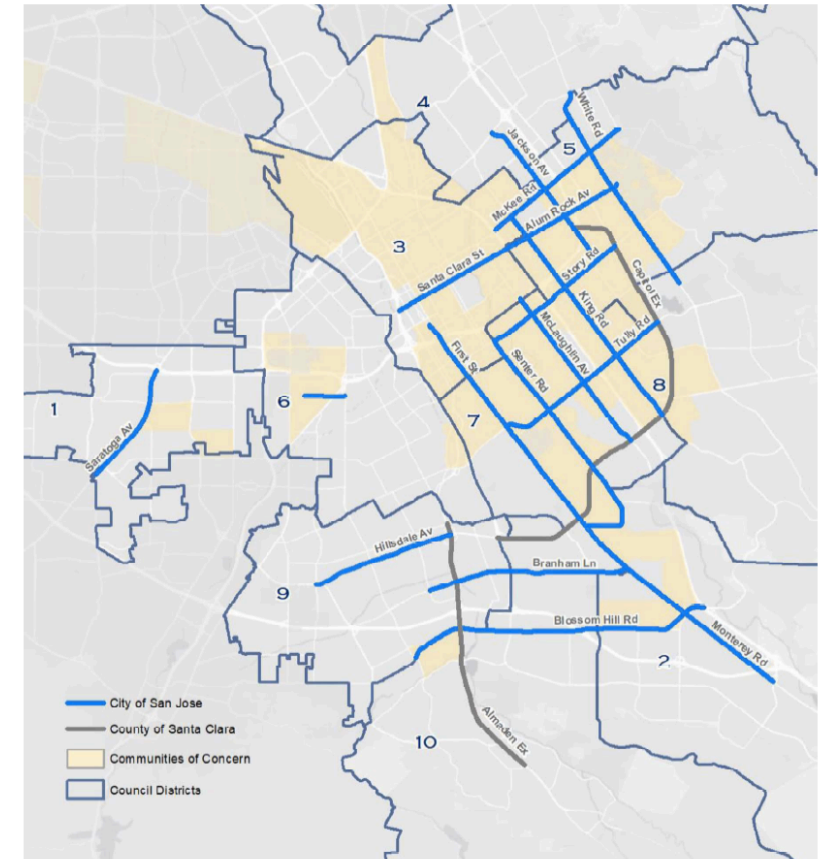 4
White Rd
Jackson Av
5
McKee Rd
Alum Rock Av
3
Santa Clara St
Story Rd
Capitol Ex
King Rd
McLaughlin Av
Tully Rd
First St
Senter Rd
8
1
6
7
Saratoga Av
Hillsdale Av
Branham Ln
9
Blossom Hill Rd
Monterey Rd
2
Almaden Ex
10
City of San Jose
County of Santa Clara
Communities of Concern
Council Districts